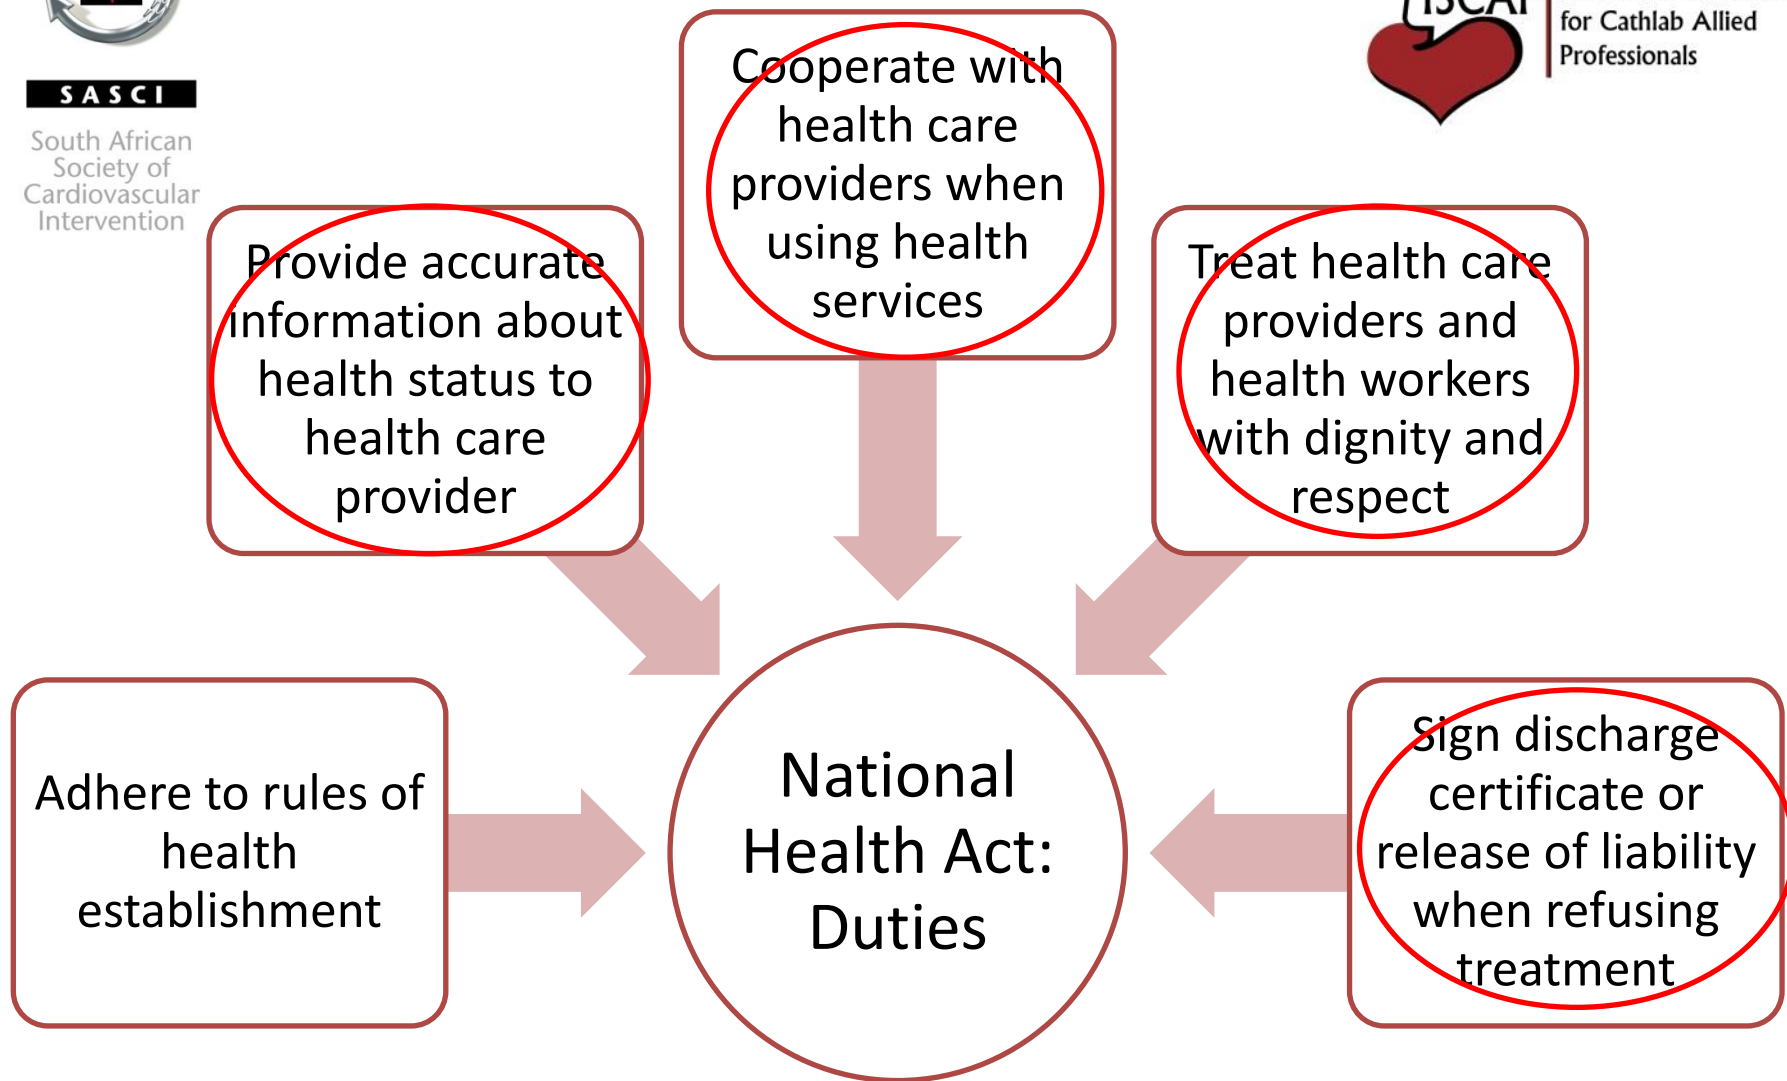 SASCI
South African
Society of
Cardiovascular
Intervention
ISCAP
for Cathlab Allied
Professionals
Cooperate with
health care
providers when
using health
services
Provide accurate
information about
health status to
health care
provider
Treat health care
providers and
health workers
with dignity and
respect
Adhere to rules of
health
establishment
National
Health Act:
Duties
Sign discharge
certificate or
release of liability
when refusing
treatment